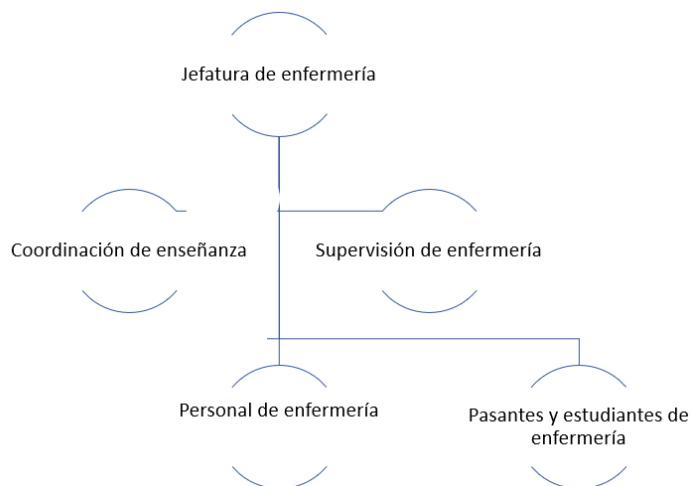 Jefatura de enfermería
Coordinación de enseñanza
Supervisión de enfermería
Personal de enfermería
Pasantes y estudiantes de
enfermería